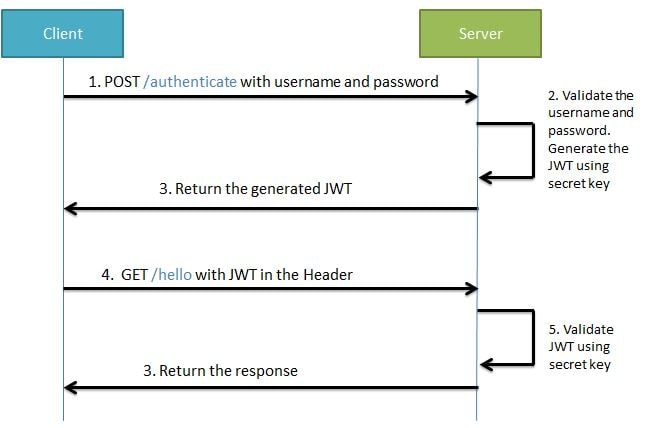 Client
Server
1. POST /authenticate with username and password
2. Validate the
username and
password.
Generate the
JWT using
secret key
3. Return the generated JWT
4. GET /hello with JWT in the Header
5. Validate
JWT using
secret key
3. Return the response